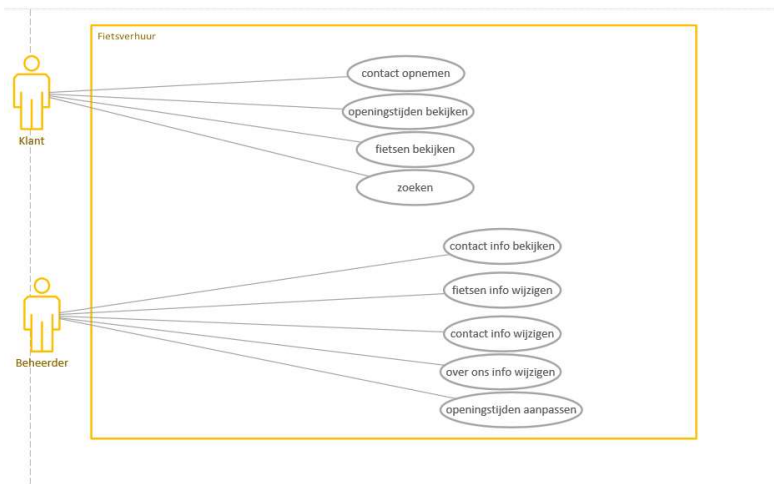 Fietsverhuur
contact opnemen
openingstijden bekijken
fietsen bekijken
Klant
zoeken
contact info bekijken
fietsen info wijzigen
contact info wijzigen
Beheerder
over ons info wijzigen
openingstijden aanpassen